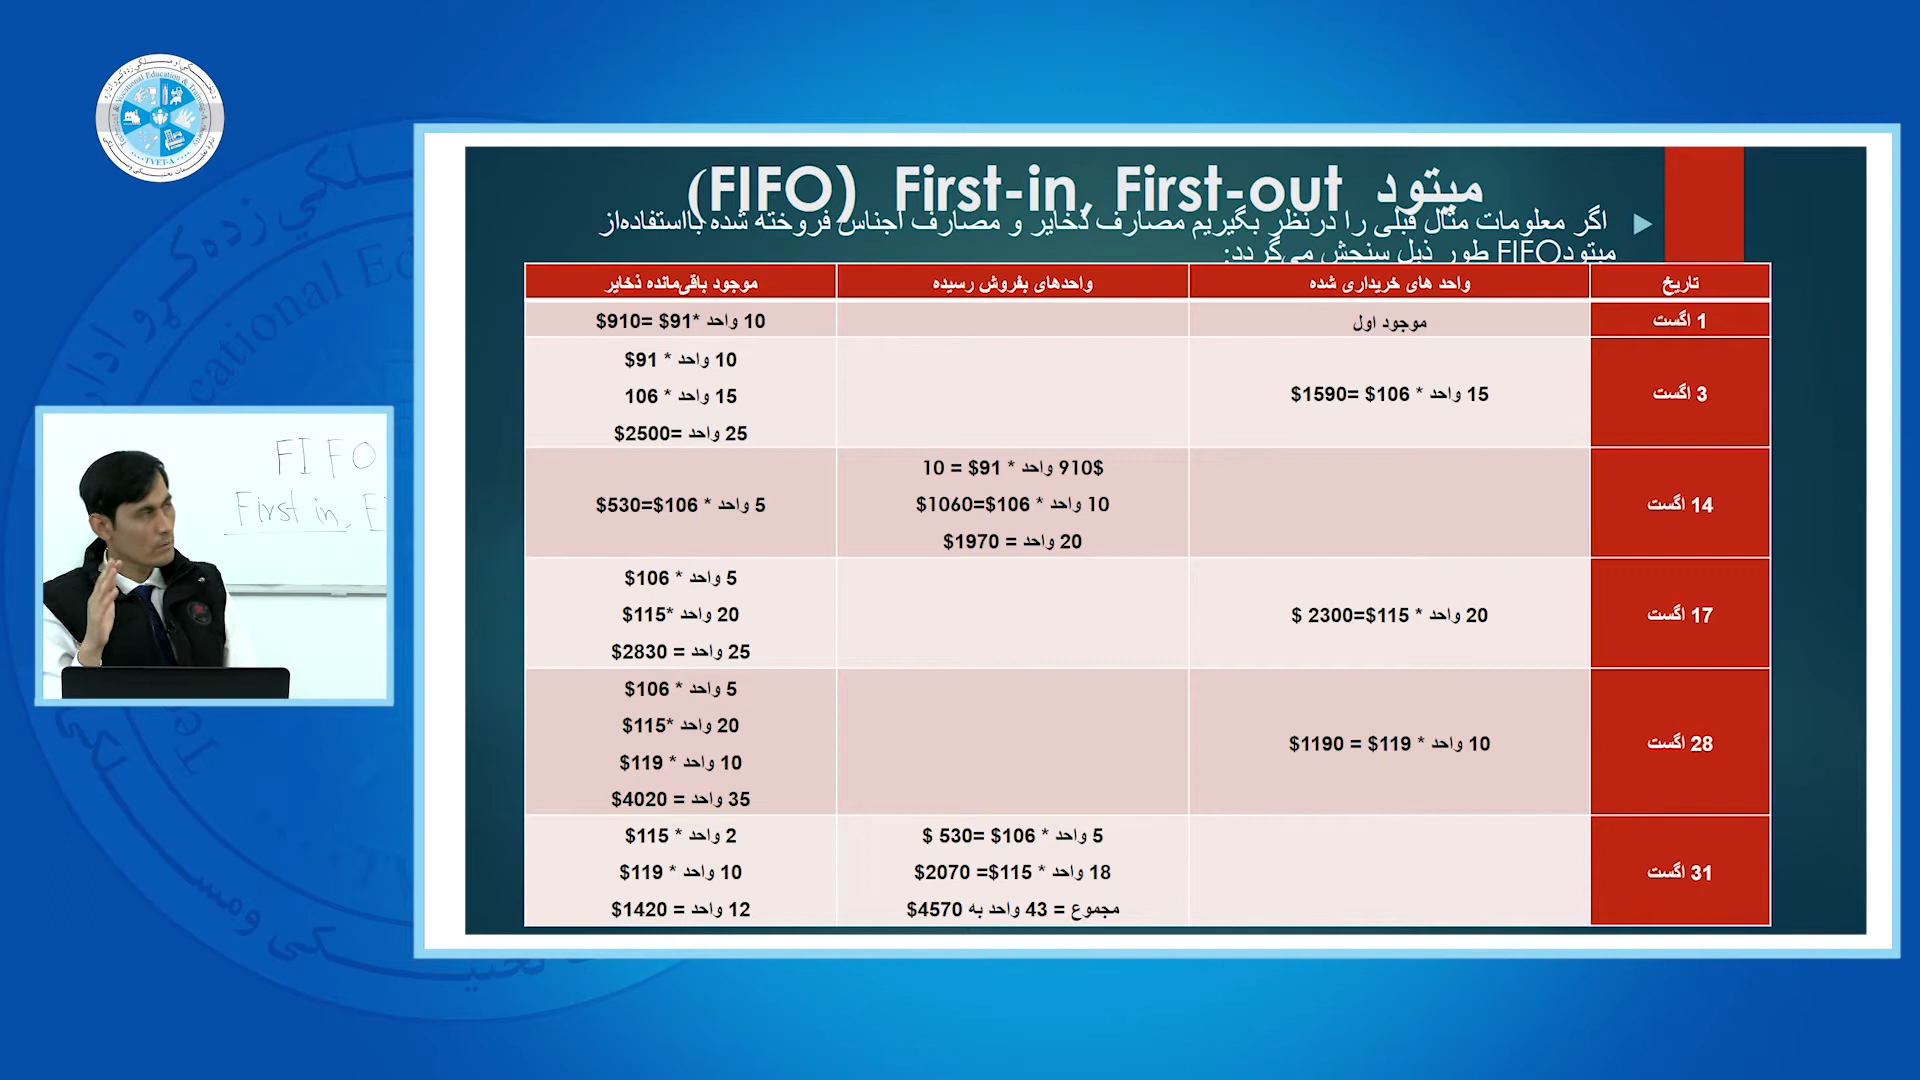 میتود First-in, First-out (FIFO)
اگر معلومات مثال قبلی را درنظر بگیریم مصارف ذخایر و مصارف اجناس فروخته شده بااستفاده‌از
میتودFIFO طور ذیل سنجش می‌گردد:
تاریخ واحد های خریداری شده واحدهای بفروش رسیده موجود باقی‌مانده ذخایر
1 اگست موجود اول 10 واحد *91$ =910$
3 اگست 15 واحد * 106$ =1590$
10 واحد * 91$
15 واحد * 106
25 واحد =2500$
14 اگست
910$ واحد * 91$ = 10
10 واحد * 106$=1060$
20 واحد = 1970$
5 واحد * 106$=530$
17 اگست 20 واحد * 115$=2300 $
5 واحد * 106$
20 واحد *115$
25 واحد = 2830$
28 اگست 10 واحد * 119$ = 1190$
5 واحد * 106$
20 واحد *115$
10 واحد * 119$
35 واحد = 4020$
31 اگست
5 واحد * 106$ =530 $
18 واحد * 115$= 2070$
مجموع = 43 واحد به 4570$
2 واحد * 115$
10 واحد * 119$
12 واحد = 1420$
FIFO
First in,
Technical & Vocational Education & Training Authority
TVET-A